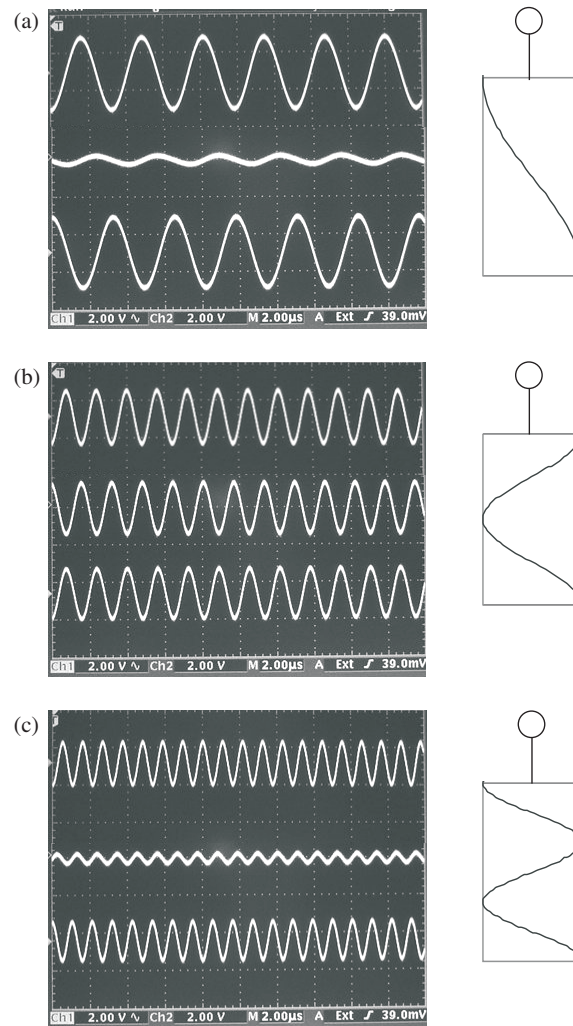 (a)
T
Ch1 2.00 V ∿ Ch2 2.00 V M 2.00µs A Ext ʃ 39.0mV
(b)
T
Ch1 2.00 V ∿ Ch2 2.00 V M 2.00µs A Ext ʃ 39.0mV
(c)
Ch1 2.00 V ∿ Ch2 2.00 V M 2.00µs A Ext ʃ 39.0mV